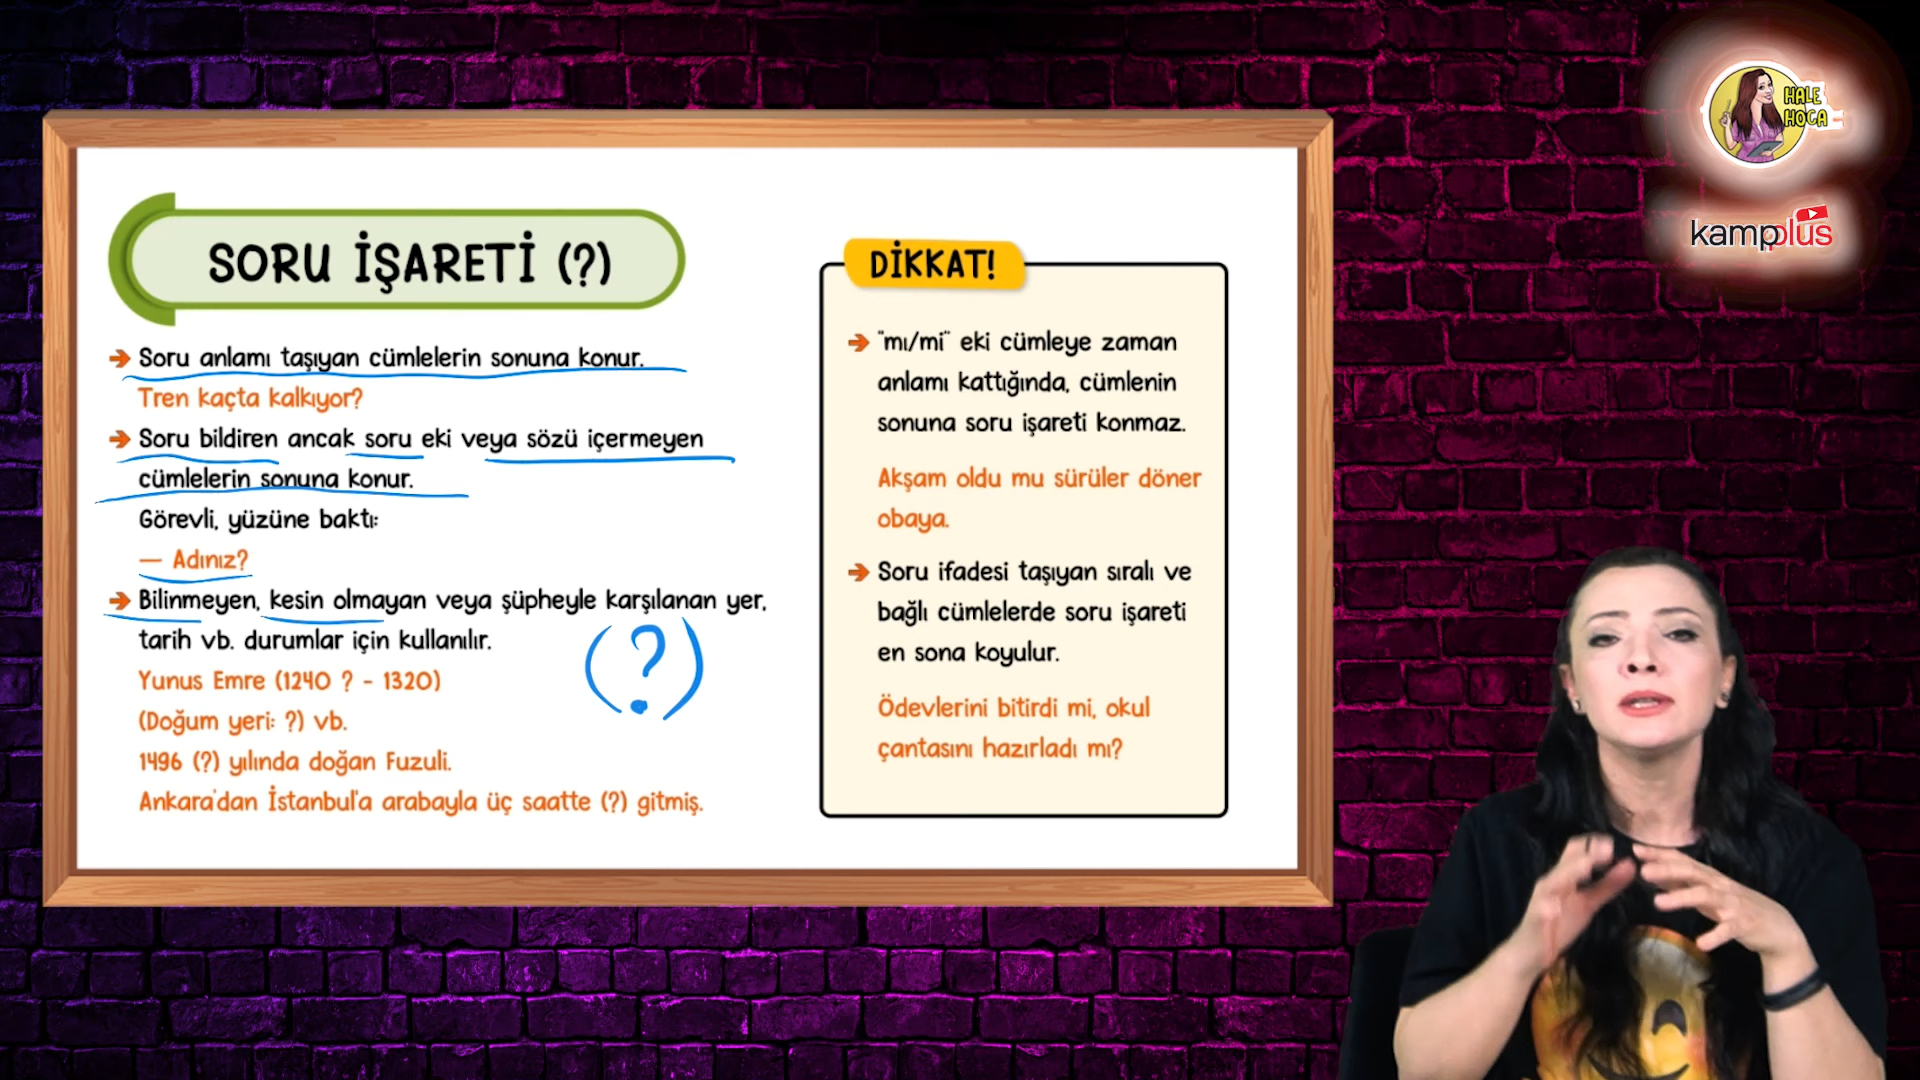 SORU İŞARETİ (?)
Soru anlamı taşıyan cümlelerin sonuna konur.
Tren kaçta kalkıyor?
Soru bildiren ancak soru eki veya sözü içermeyen
cümlelerin sonuna konur.
Görevli, yüzüne baktı:
— Adınız?
Bilinmeyen, kesin olmayan veya şüpheyle karşılanan yer,
tarih vb. durumlar için kullanılır.
(?)
Yunus Emre (1240 ? - 1320)
(Doğum yeri: ?) vb.
1496 (?) yılında doğan Fuzuli.
Ankara'dan İstanbul'a arabayla üç saatte (?) gitmiş.
DİKKAT!
"mı/mi" eki cümleye zaman
anlamı kattığında, cümlenin
sonuna soru işareti konmaz.
Akşam oldu mu sürüler döner
obaya.
Soru ifadesi taşıyan sıralı ve
bağlı cümlelerde soru işareti
en sona koyulur.
Ödevlerini bitirdi mi, okul
çantasını hazırladı mı?
HALE
HOCA
kampplus